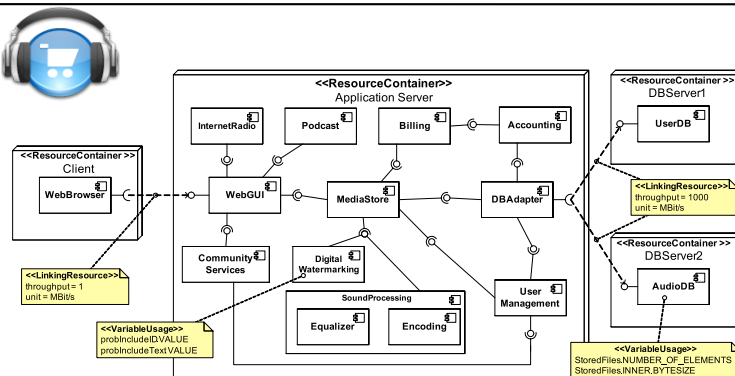 <<ResourceContainer>>
Application Server
<<ResourceContainer >>
DBServer1
InternetRadio
Podcast
Billing
Accounting
UserDB
<<ResourceContainer >>
Client
WebBrowser
WebGUI
MediaStore
DBAdapter
<<LinkingResource>>
throughput = 1000
unit = MBit/s
Community
Services
Digital
Watermarking
<<ResourceContainer >>
DBServer2
<<LinkingResource>>
throughput = 1
unit = MBit/s
SoundProcessing
User
Management
AudioDB
Equalizer
Encoding
<<VariableUsage>>
probIncludeID.VALUE
probIncludeText VALUE
<<VariableUsage>>
StoredFiles.NUMBER_OF_ELEMENTS
StoredFiles.INNER,BYTESIZE